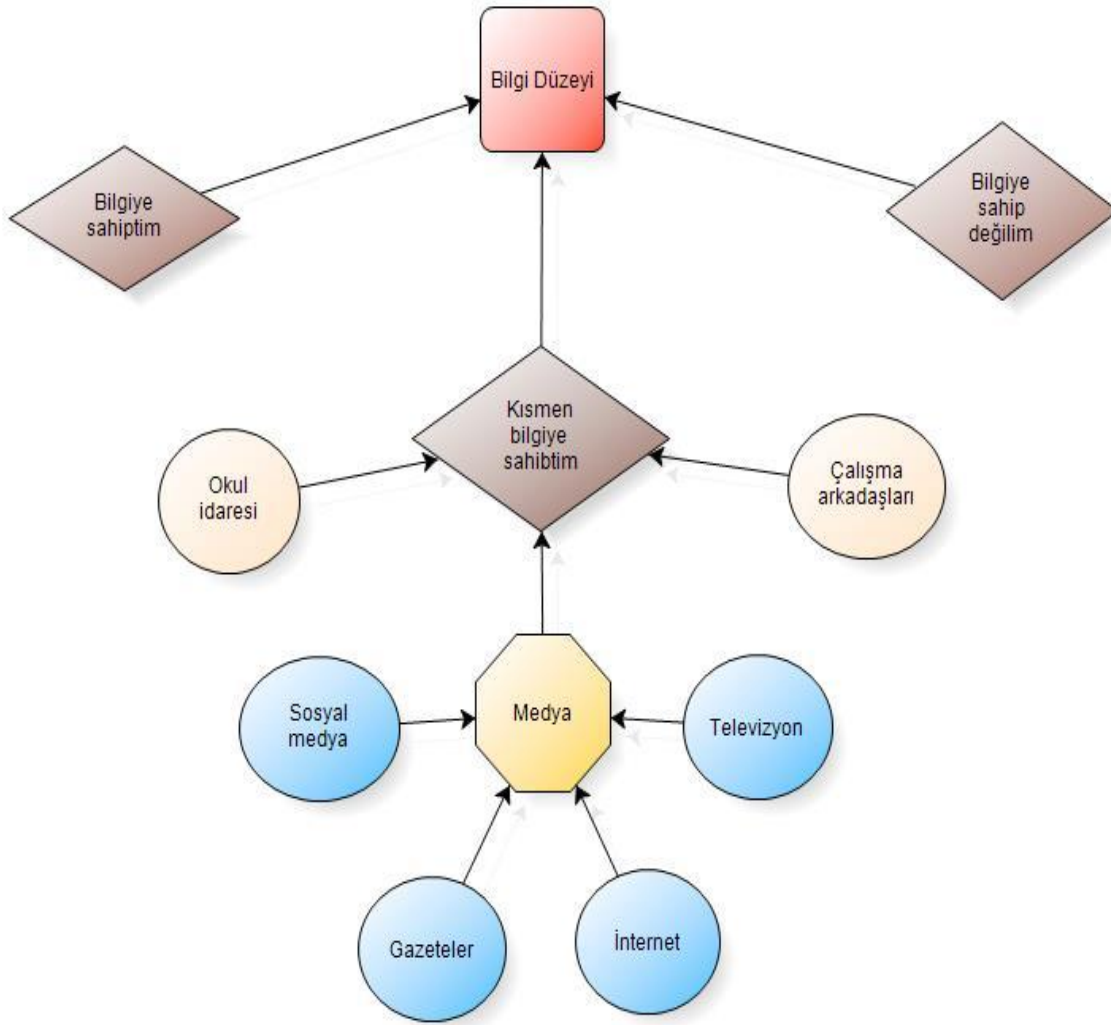 Bilgi Düzeyi
Bilgiye
sahiptim
Bilgiye
sahip
değilim
Kısmen
bilgiye
sahibtim
Okul
idaresi
Çalışma
arkadaşları
Sosyal
medya
Medya
Televizyon
Gazeteler
İnternet